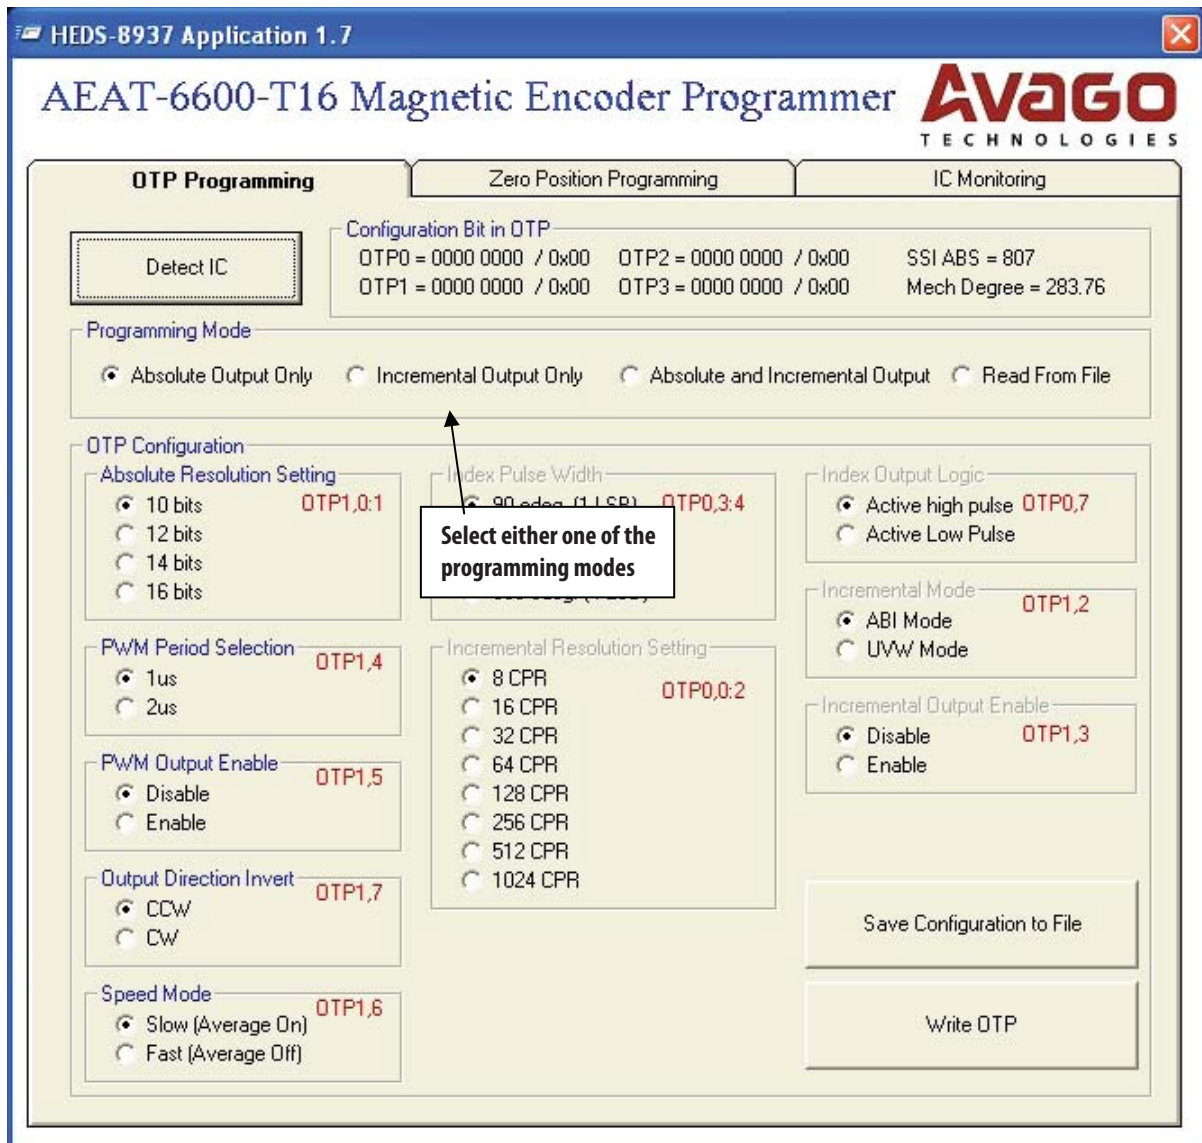 HEDS-8937 Application 1.7
AEAT-6600-T16 Magnetic Encoder Programmer
AVAGO
TECHNOLOGIES
OTP Programming
Zero Position Programming
IC Monitoring
Detect IC
Configuration Bit in OTP
OTP0 = 0000 0000 / 0x00 OTP2 = 0000 0000 / 0x00 SSI ABS = 807
OTP1 = 0000 0000 / 0x00 OTP3 = 0000 0000 / 0x00 Mech Degree = 283.76
Programming Mode
Absolute Output Only Incremental Output Only Absolute and Incremental Output Read From File
OTP Configuration
Absolute Resolution Setting
10 bits OTP1,0:1
12 bits
14 bits
16 bits
PWM Period Selection
OTP1,4
1us
2us
PWM Output Enable
OTP1,5
Disable
Enable
Output Direction Invert
OTP1,7
CCW
CW
Speed Mode
OTP1,6
Slow (Average On)
Fast (Average Off)
Index Pulse Width
90 edeg. (1 LSB) OTP0,3:4
Select either one of the
programming modes
Incremental Resolution Setting
8 CPR
OTP0,0:2
16 CPR
32 CPR
64 CPR
128 CPR
256 CPR
512 CPR
1024 CPR
Index Output Logic
Active high pulse OTP0,7
Active Low Pulse
Incremental Mode
OTP1,2
ABI Mode
UVW Mode
Incremental Output Enable
Disable OTP1,3
Enable
Save Configuration to File
Write OTP